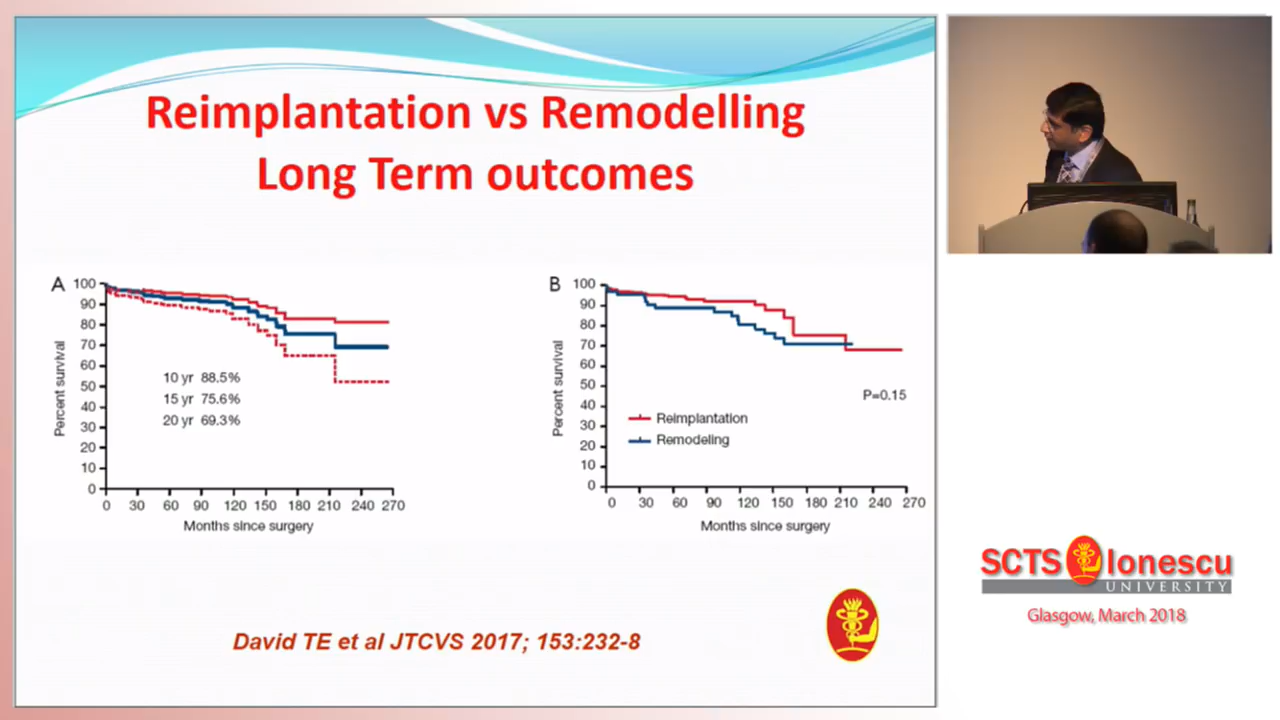 Reimplantation vs Remodelling
Long Term outcomes
A
Percent survival
100
90
80
70
60
50
40
30
20
10
0
10 yr 88.5%
15 yr 75.6%
20 yr 69.3%
0 30 60 90 120 150 180 210 240 270
Months since surgery
B
Percent survival
100
90
80
70
60
50
40
30
20
10
0
P=0.15
Reimplantation
Remodeling
0 30 60 90 120 150 180 210 240 270
Months since surgery
David TE et al JTCVS 2017; 153:232-8
SCTS Ionescu
UNIVERSITY
Glasgow, March 2018